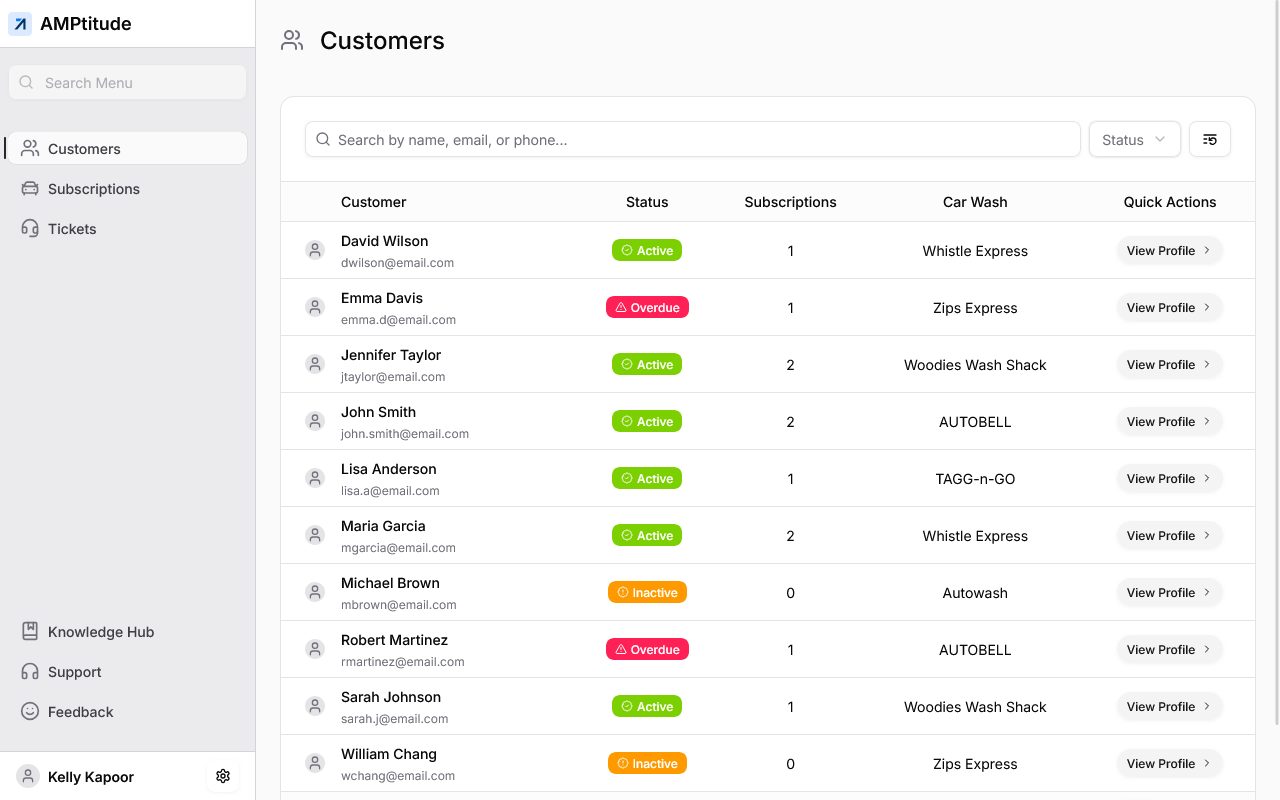 AMPtitude
Search Menu
Customers
Subscriptions
Tickets
Knowledge Hub
Support
Feedback
Kelly Kapoor
Customers
Search by name, email, or phone...
Status
Customer Status Subscriptions Car Wash Quick Actions
David Wilson
dwilson@email.com
Active 1 Whistle Express View Profile
Emma Davis
emma.d@email.com
Overdue 1 Zips Express View Profile
Jennifer Taylor
jtaylor@email.com
Active 2 Woodies Wash Shack View Profile
John Smith
john.smith@email.com
Active 2 AUTOBELL View Profile
Lisa Anderson
lisa.a@email.com
Active 1 TAGG-n-GO View Profile
Maria Garcia
mgarcia@email.com
Active 2 Whistle Express View Profile
Michael Brown
mbrown@email.com
Inactive 0 Autowash View Profile
Robert Martinez
rmartinez@email.com
Overdue 1 AUTOBELL View Profile
Sarah Johnson
sarah.j@email.com
Active 1 Woodies Wash Shack View Profile
William Chang
wchang@email.com
Inactive 0 Zips Express View Profile